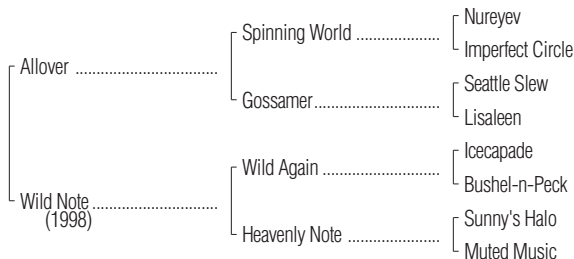 Nureyev
Spinning World ....................
Imperfect Circle
Allover ..................................
Seattle Slew
Gossamer..............................
Lisaleen
Icecapade
Wild Again ............................
Bushel-n-Peck
Wild Note ..............................
(1998)
Sunny's Halo
Heavenly Note ......................
Muted Music